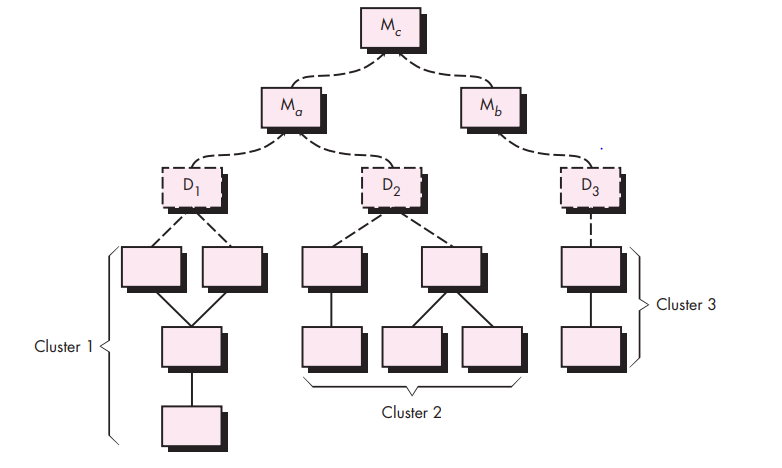 Mc
Ma
Mb
D1
D2
D3
Cluster 3
Cluster 1
Cluster 2